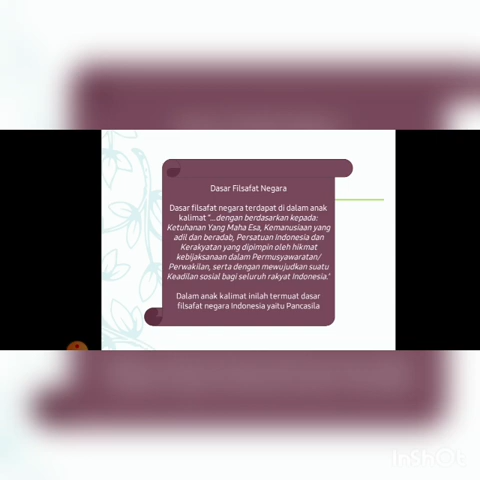 Dasar Filsafat Negara
Dasar filsafat negara terdapat di dalam anak
kalimat "...dengan berdasarkan kepada:
Ketuhanan Yang Maha Esa, Kemanusiaan yang
adil dan beradab, Persatuan Indonesia dan
Kerakyatan yang dipimpin oleh hikmat
kebijaksanaan dalam Permusyawaratan/
Perwakilan, serta dengan mewujudkan suatu
Keadilan sosial bagi seluruh rakyat Indonesia."
Dalam anak kalimat inilah termuat dasar
filsafat negara Indonesia yaitu Pancasila
InShOt